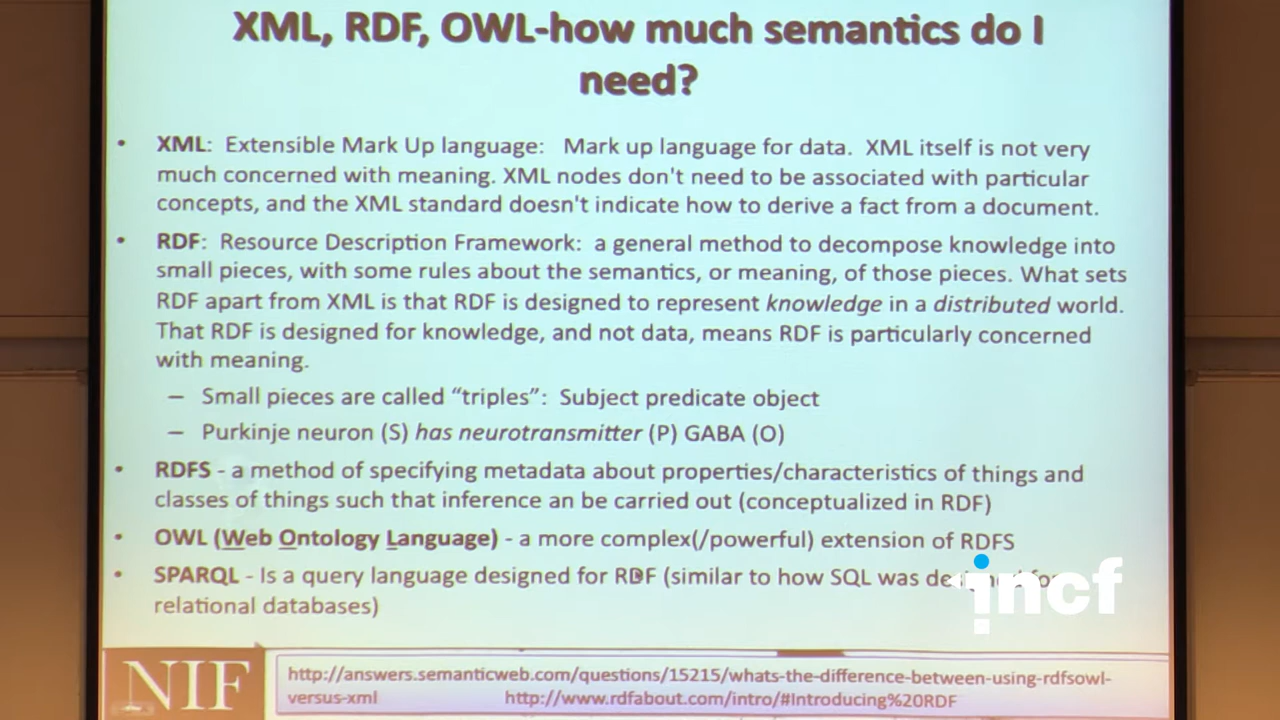 XML, RDF, OWL-how much semantics do I
need?
• XML: Extensible Mark Up language: Mark up language for data. XML itself is not very
much concerned with meaning. XML nodes don't need to be associated with particular
concepts, and the XML standard doesn't indicate how to derive a fact from a document.
• RDF: Resource Description Framework: a general method to decompose knowledge into
small pieces, with some rules about the semantics, or meaning, of those pieces. What sets
RDF apart from XML is that RDF is designed to represent knowledge in a distributed world.
That RDF is designed for knowledge, and not data, means RDF is particularly concerned
with meaning.
– Small pieces are called “triples”: Subject predicate object
– Purkinje neuron (S) has neurotransmitter (P) GABA (O)
• RDFS - a method of specifying metadata about properties/characteristics of things and
classes of things such that inference an be carried out (conceptualized in RDF)
• OWL (Web Ontology Language) - a more complex(/powerful) extension of RDFS
• SPARQL - Is a query language designed for RDF (similar to how SQL was for
relational databases)
incf
NIF
http://answers.semanticweb.com/questions/15215/whats-the-difference-between-using-rdfsowl-
versus-xml http://www.rdfabout.com/intro/#Introducing%20RDF